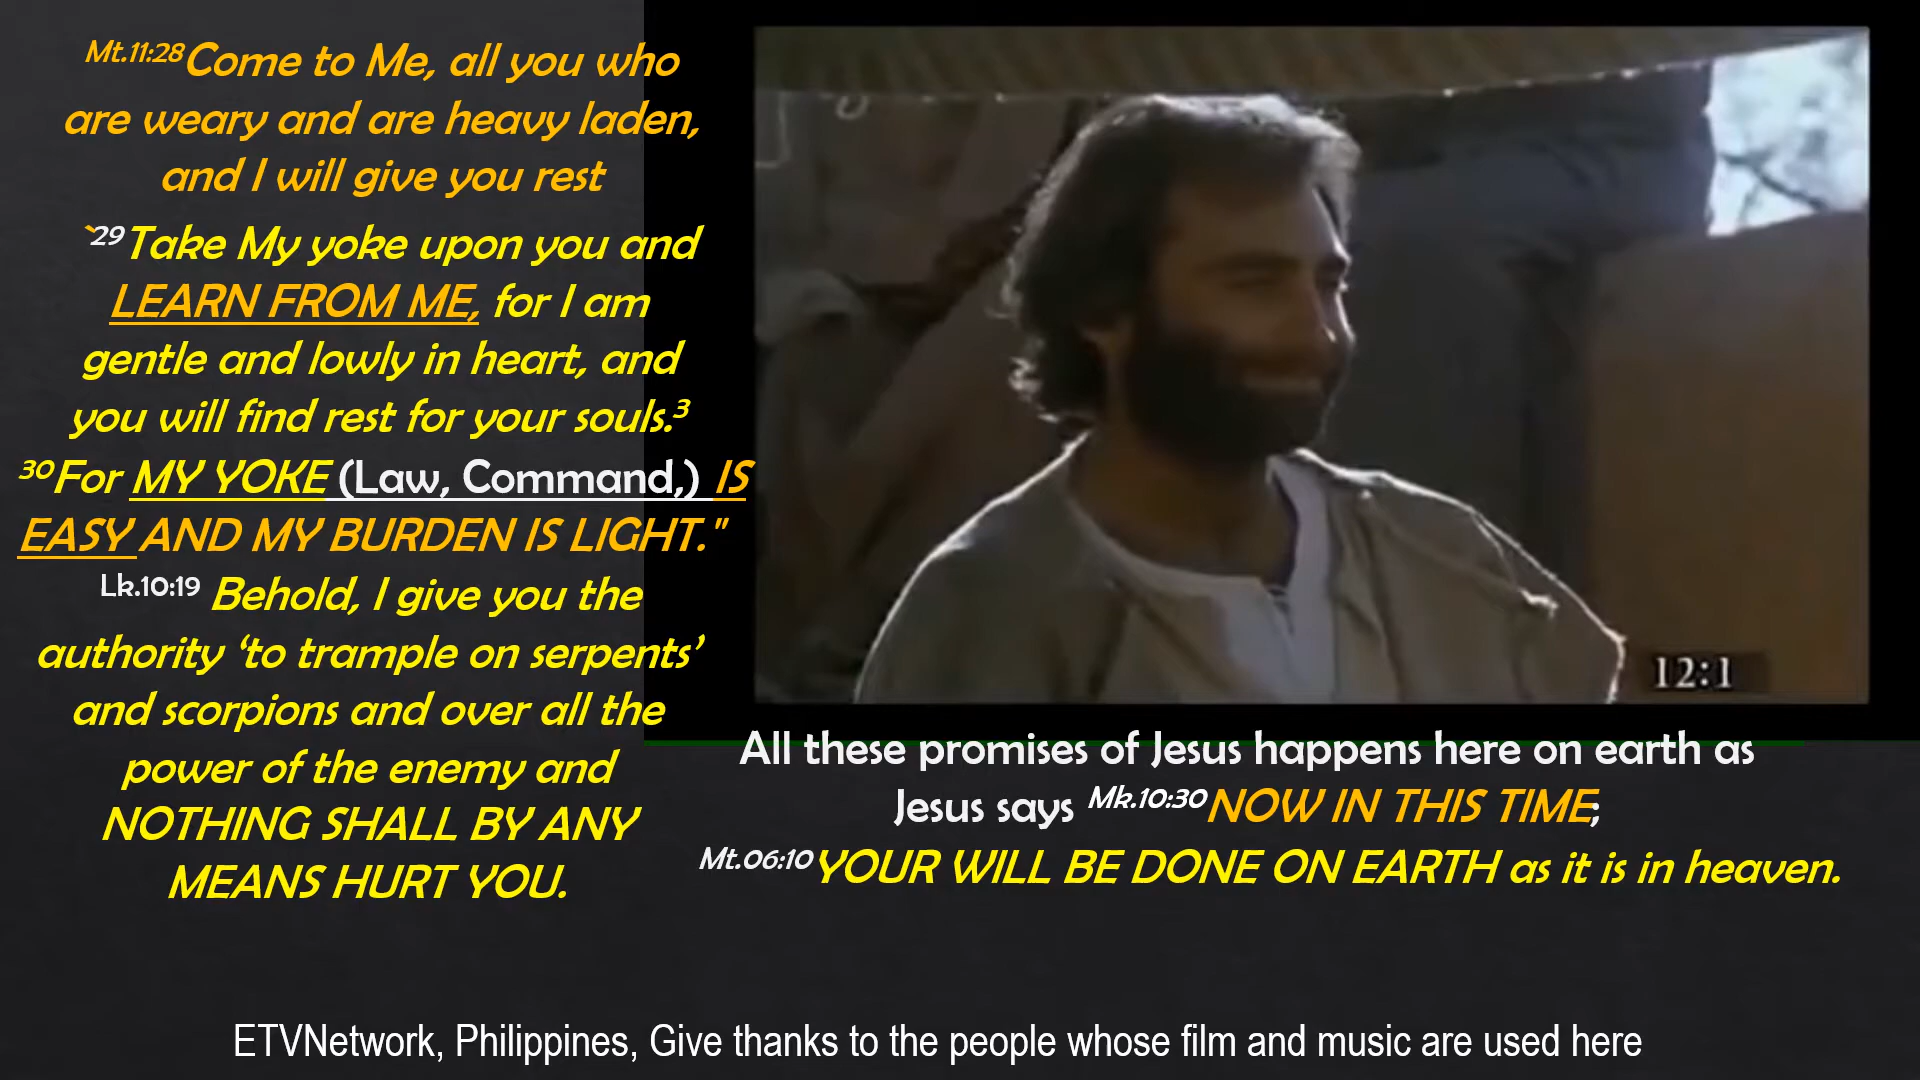 Mt.11:28Come to Me, all you who
are weary and are heavy laden,
and I will give you rest
`29Take My yoke upon you and
LEARN FROM ME, for I am
gentle and lowly in heart, and
you will find rest for your souls.3
30For MY YOKE (Law, Command,) IS
EASY AND MY BURDEN IS LIGHT."
Lk.10:19 Behold, I give you the
authority ‘to trample on serpents’
and scorpions and over all the
power of the enemy and
NOTHING SHALL BY ANY
MEANS HURT YOU.
12:1
All these promises of Jesus happens here on earth as
Jesus says Mk.10:30NOW IN THIS TIME;
Mt.06:10YOUR WILL BE DONE ON EARTH as it is in heaven.
ETVNetwork, Philippines, Give thanks to the people whose film and music are used here